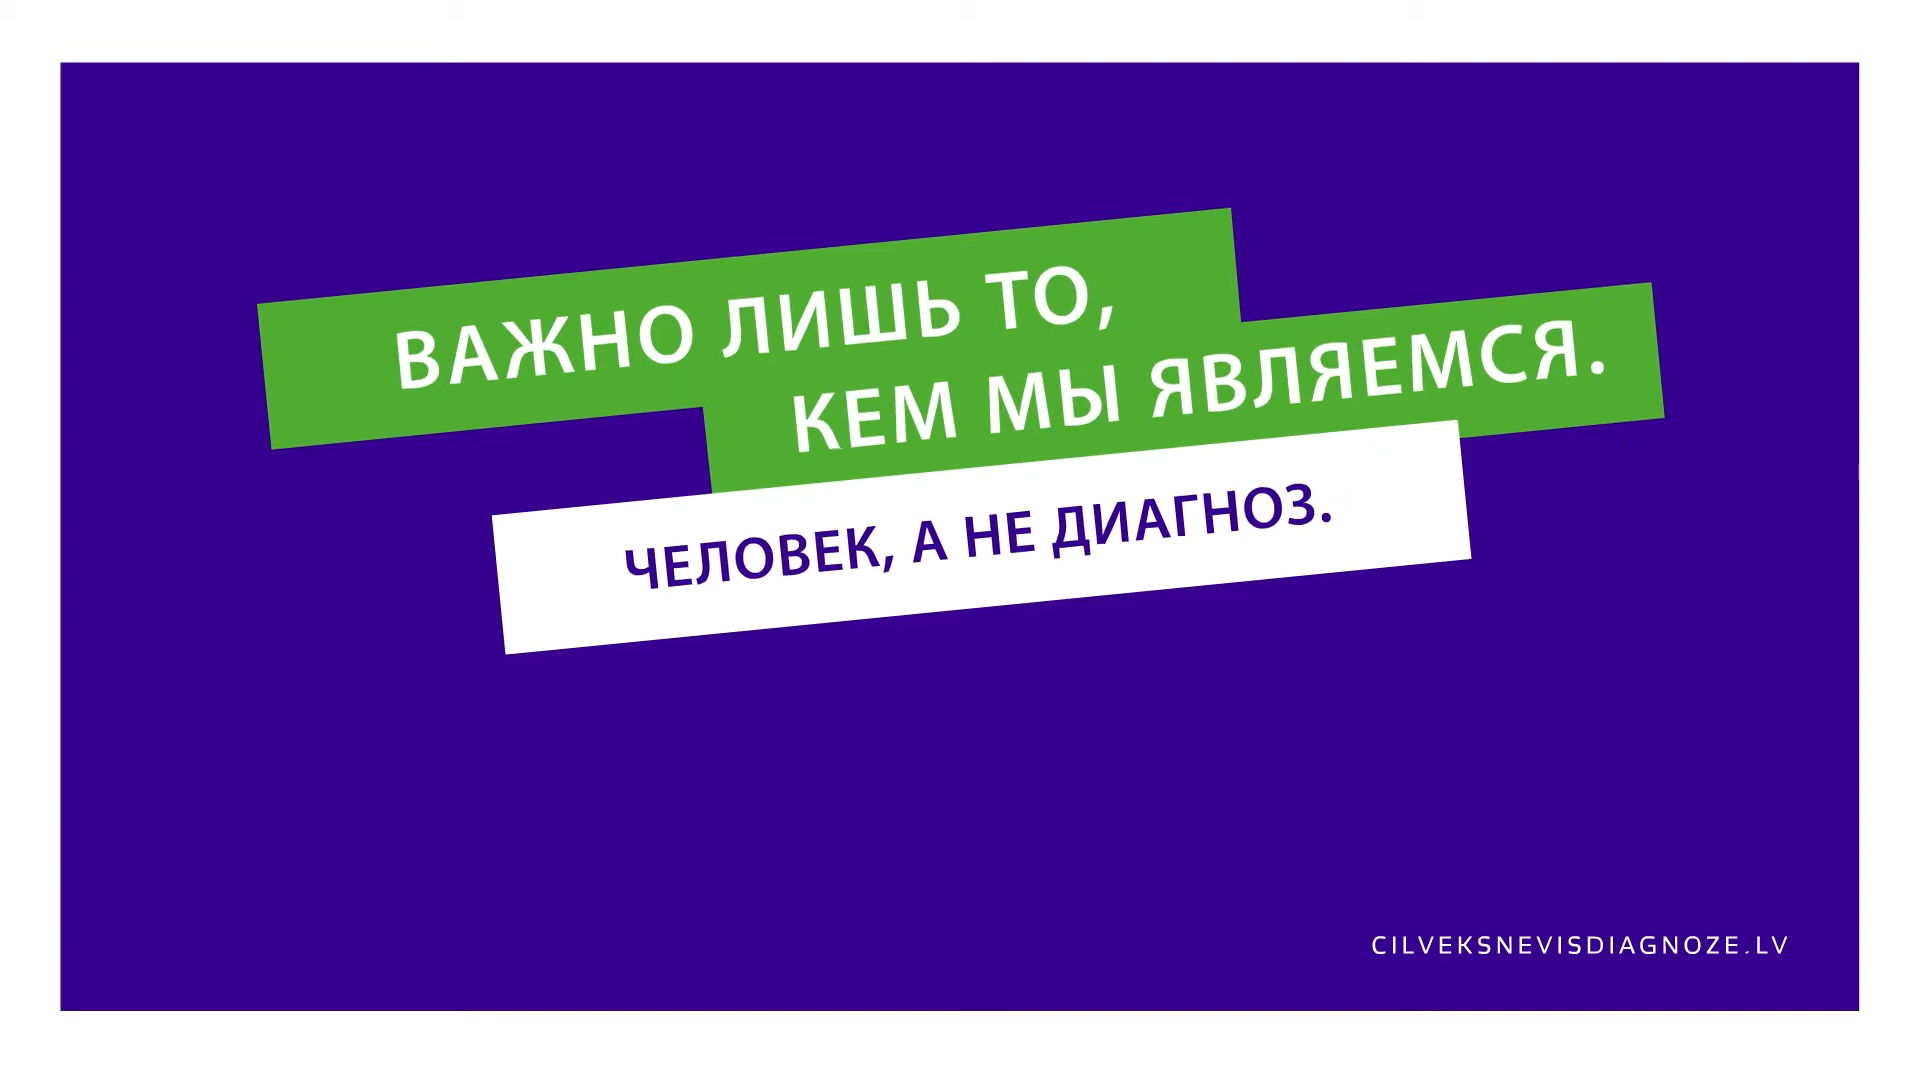 ВАЖНО ЛИШЬ ТО,
КЕМ МЫ ЯВЛЯЕМСЯ.
ЧЕЛОВЕК, А НЕ ДИАГНОЗ.
CILVEKSNEVISDIAGNOZE.LV